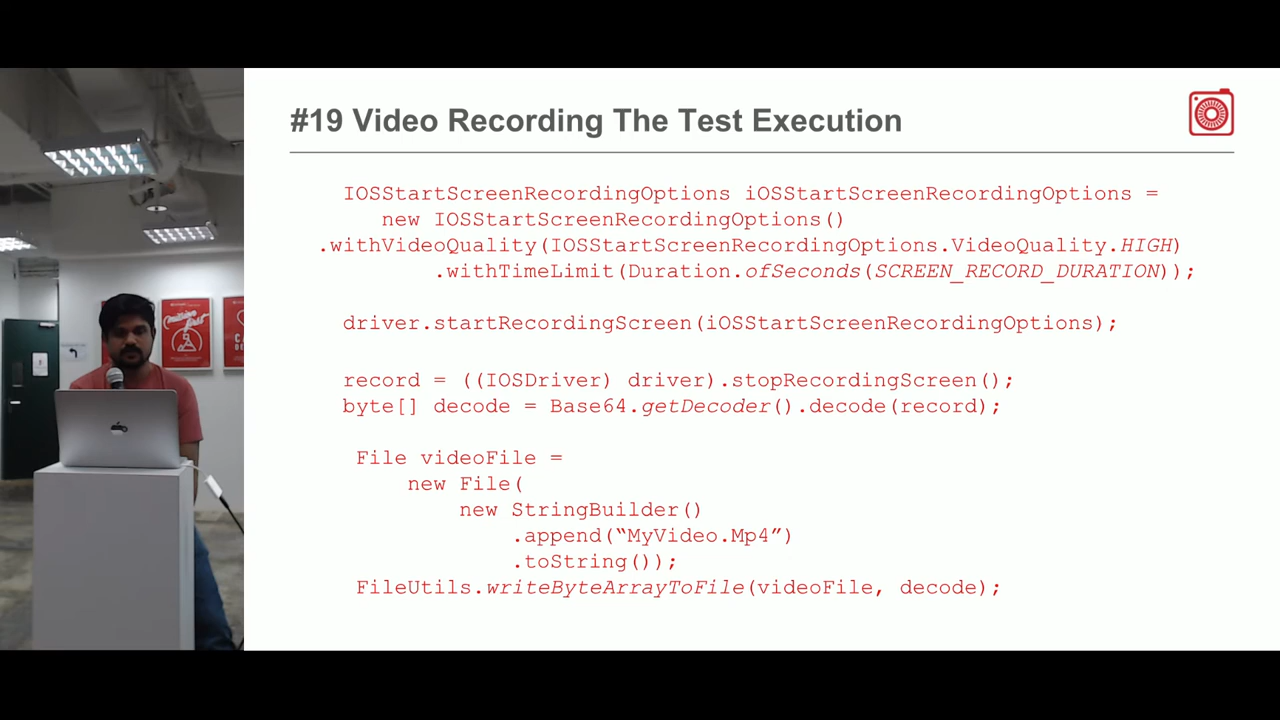 #19 Video Recording The Test Execution
IOSStartScreenRecordingOptions iOSStartScreenRecordingOptions =
new IOSStartScreenRecordingOptions()
.withVideoQuality(IOSStartScreenRecordingOptions.VideoQuality.HIGH)
.withTimeLimit(Duration.ofSeconds(SCREEN_RECORD_DURATION));
driver.startRecordingScreen(iOSStartScreenRecordingOptions);
record = ((IOSDriver) driver).stopRecordingScreen();
byte[] decode = Base64.getDecoder().decode(record);
File videoFile =
new File(
new StringBuilder()
.append(“MyVideo.Mp4”)
.toString());
FileUtils.writeByteArrayToFile(videoFile, decode);